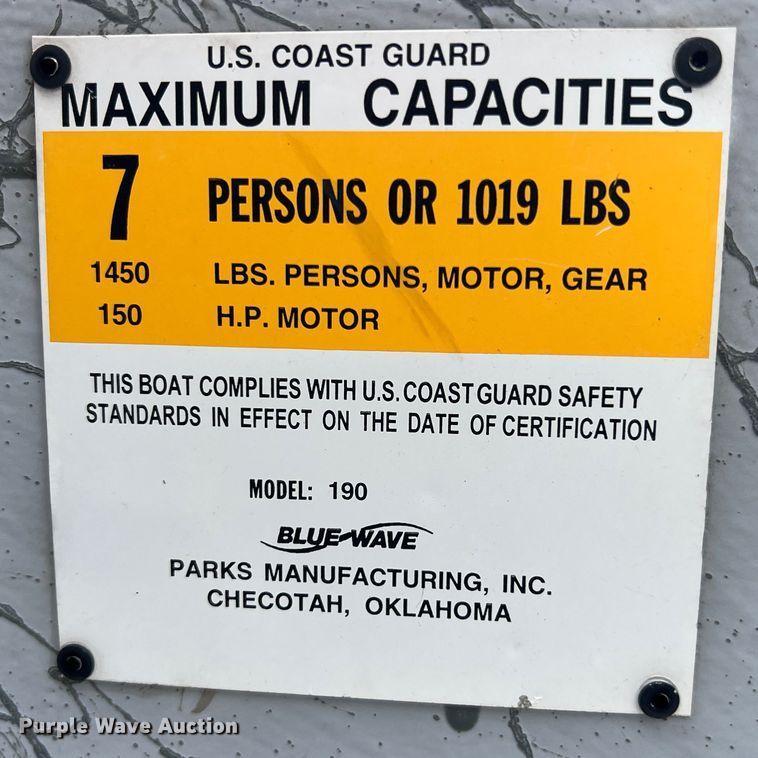 U.S. COAST GUARD
MAXIMUM CAPACITIES
7 PERSONS OR 1019 LBS
1450 LBS. PERSONS, MOTOR, GEAR
150 H.P. MOTOR
THIS BOAT COMPLIES WITH U.S. COAST GUARD SAFETY
STANDARDS IN EFFECT ON THE DATE OF CERTIFICATION
MODEL: 190
BLUE WAVE
PARKS MANUFACTURING, INC.
CHECOTAH, OKLAHOMA
Purple Wave Auction